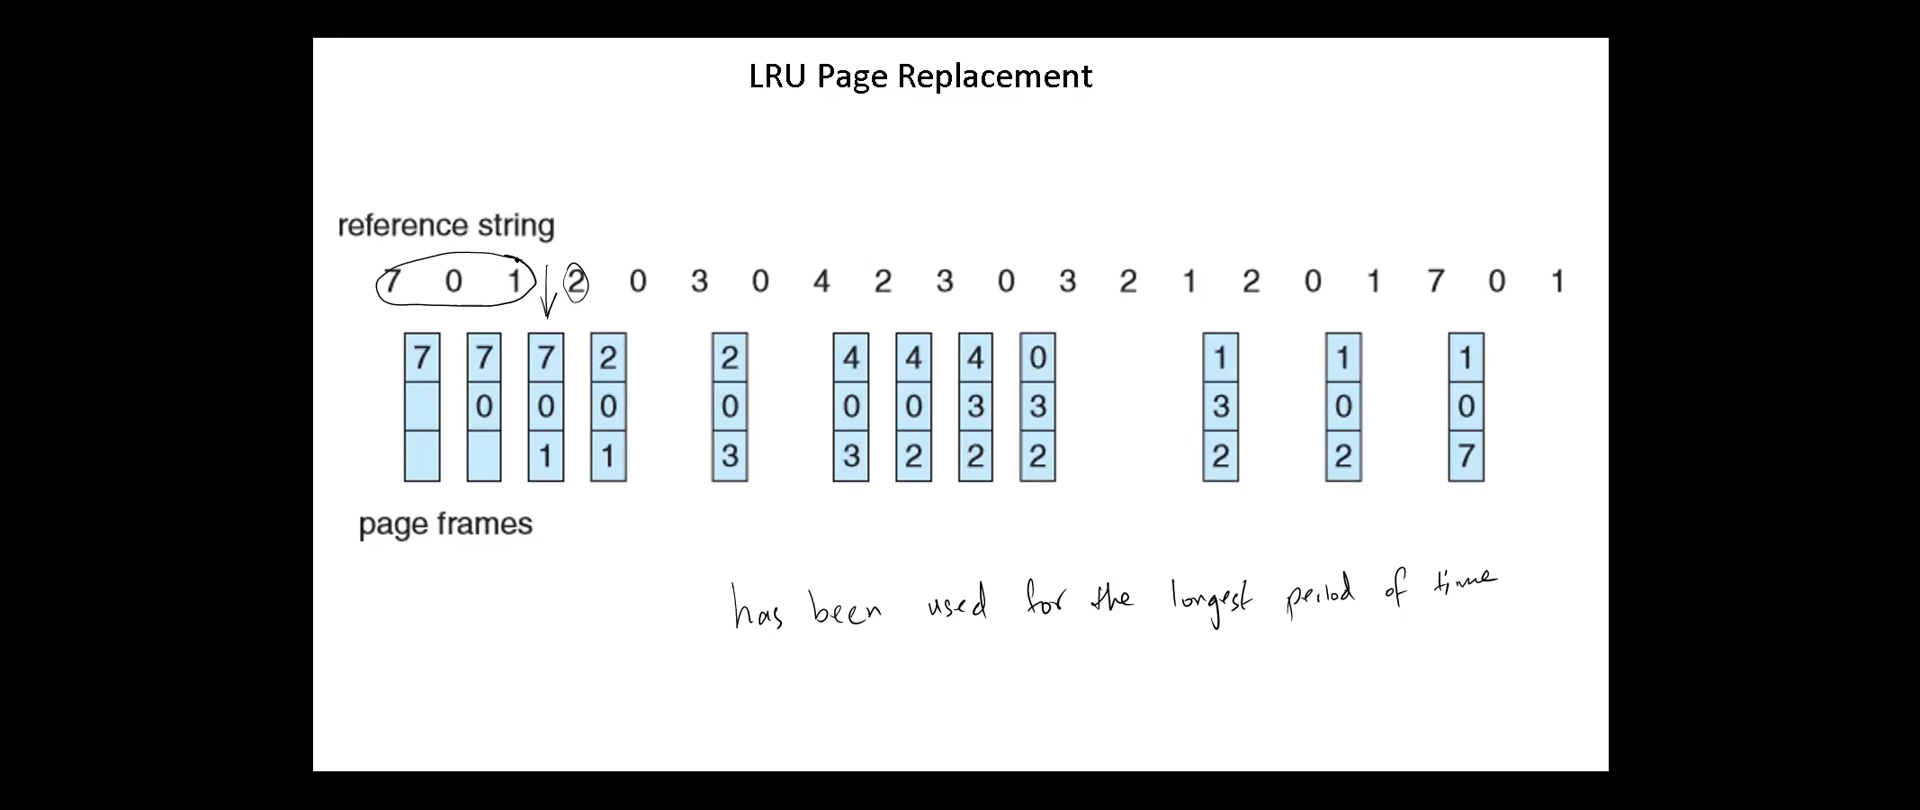 LRU Page Replacement
reference string
7 0 1 2 0 3 0 4 2 3 0 3 2 1 2 0 1 7 0 1
7 7 7 2 2 4 4 4 0 1 1 1
0 0 0 0 0 0 3 3 3 0 0
1 1 3 3 2 2 2 2 2 7
page frames
has been used for the longest period of time